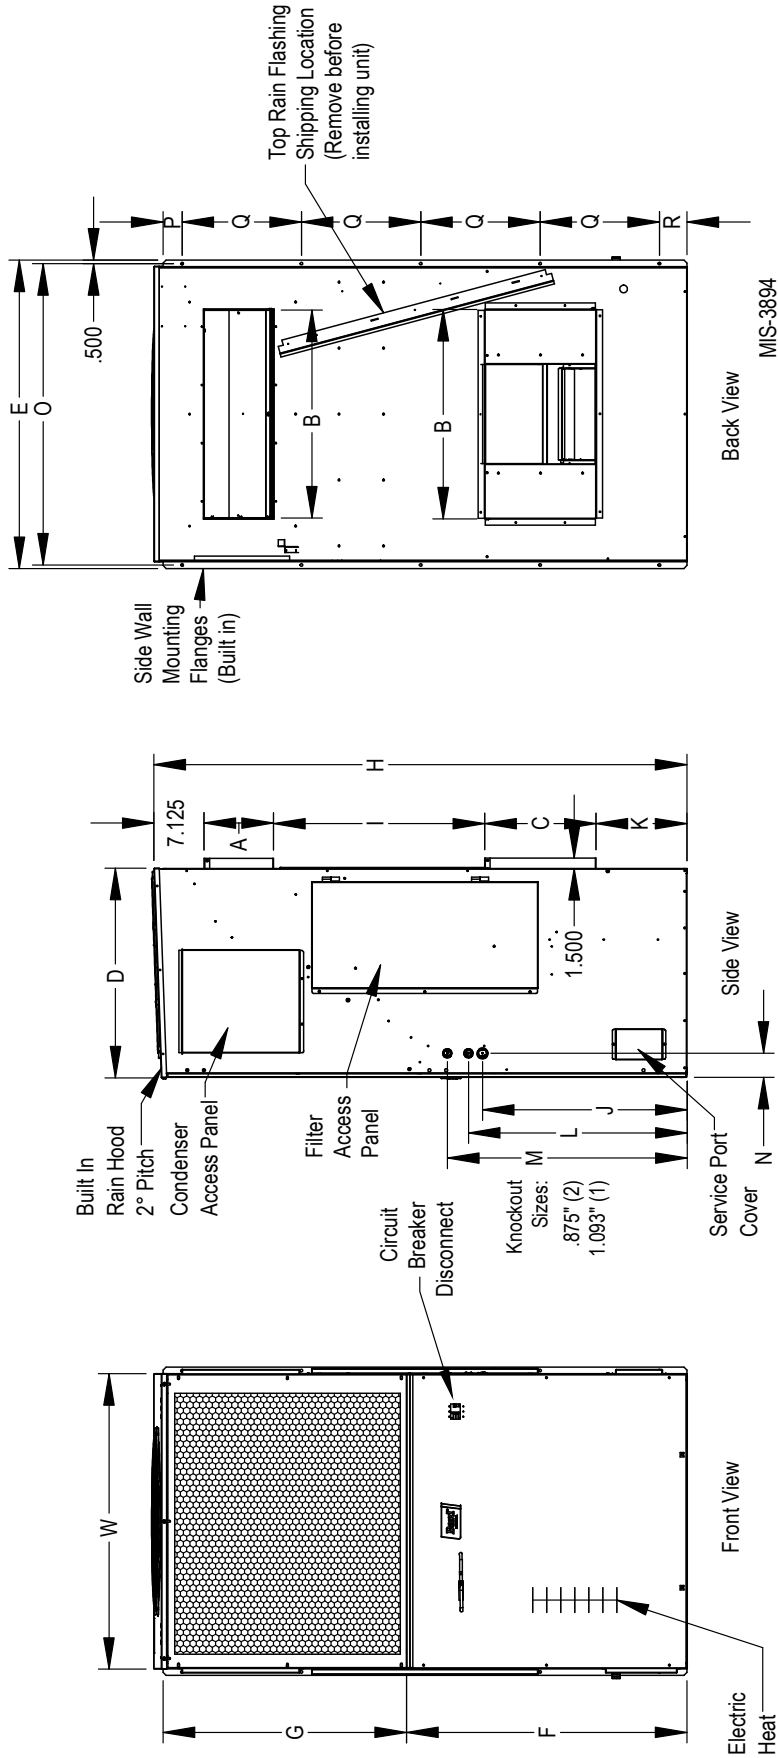 W
G
F
Electric
Heat
Circuit
Breaker
Disconnect
Front View
Built In
Rain Hood
2° Pitch
Condenser
Access Panel
Filter
Access
Panel
Knockout
Sizes:
.875" (2)
1.093" (1)
Service Port
Cover
D
7.125
A
I
C
K
H
1.500
J
L
M
N
Side View
Side Wall
Mounting
Flanges
(Built in)
E
O
.500
P
Q
Q
Q
Q
R
B
B
Top Rain Flashing
Shipping Location
(Remove before
installing unit)
Back View
MIS-3894